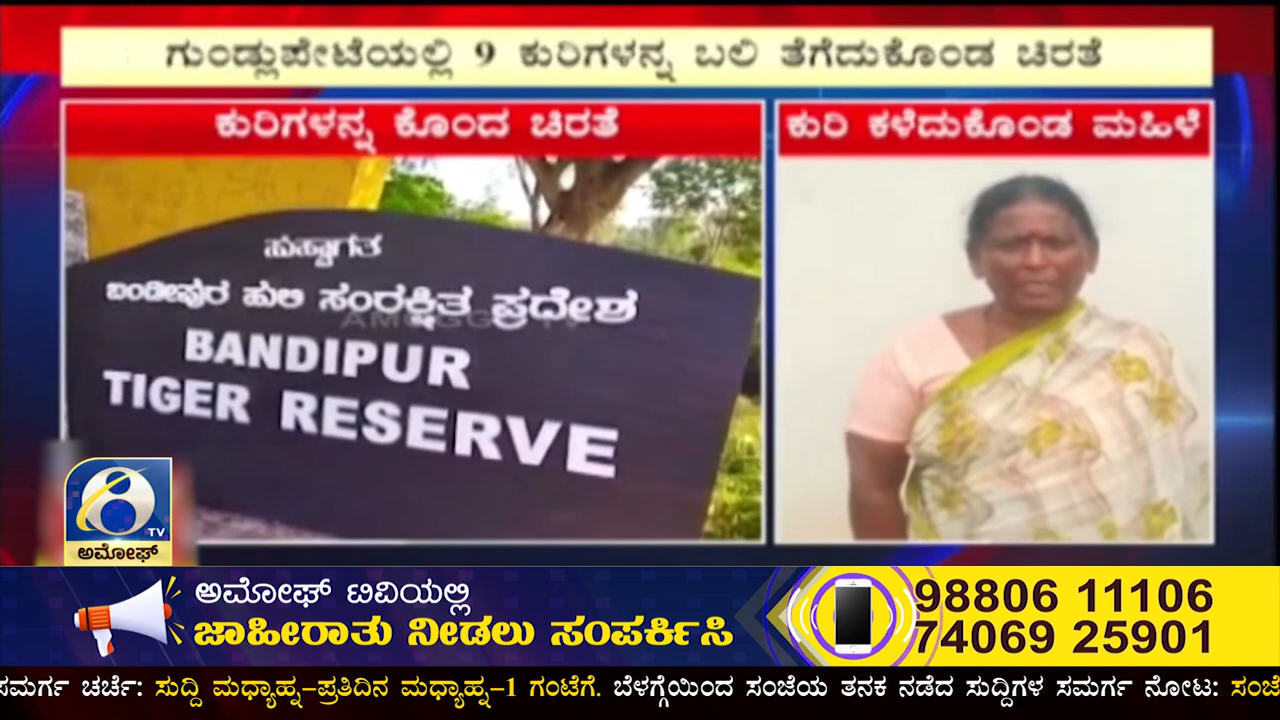 ಗುಂಡ್ಲುಪೇಟೆಯಲ್ಲಿ 9 ಕುರಿಗಳನ್ನ ಬಲಿ ತೆಗೆದುಕೊಂಡ ಚಿರತೆ
ಕುರಿಗಳನ್ನ ಕೊಂದ ಚಿರತೆ
ಕುರಿ ಕಳೆದುಕೊಂಡ ಮಹಿಳೆ
ಸುಸ್ವಾಗತ
ಬಂಡೀಪುರ ಹುಲಿ ಸಂರಕ್ಷಿತ ಪ್ರದೇಶ
BANDIPUR
TIGER RESERVE
TV
ಅಮೋಘ್
ಅಮೋಘ್ ಟಿವಿಯಲ್ಲಿ
ಜಾಹೀರಾತು ನೀಡಲು ಸಂಪರ್ಕಿಸಿ
98806 11106
74069 25901
ಸಮರ್ಗ ಚರ್ಚೆ: ಸುದ್ದಿ ಮಧ್ಯಾಹ್ನ-ಪ್ರತಿದಿನ ಮಧ್ಯಾಹ್ನ-1 ಗಂಟೆಗೆ. ಬೆಳಗ್ಗೆಯಿಂದ ಸಂಜೆಯ ತನಕ ನಡೆದ ಸುದ್ದಿಗಳ ಸಮರ್ಗ ನೋಟ: ಸಂಜೆ